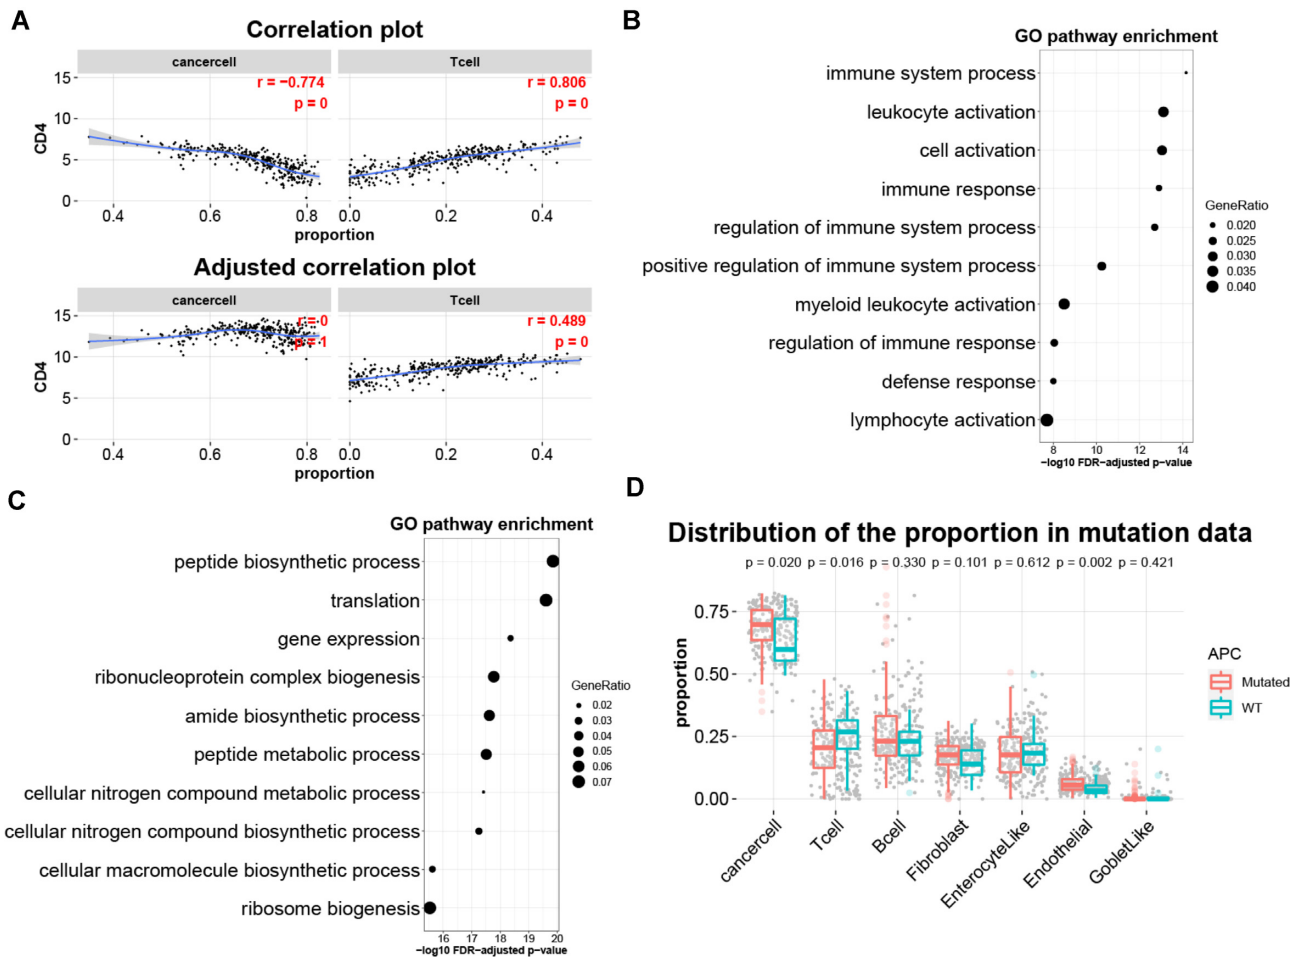 A
Correlation plot
cancercell
Tcell
r = −0.774
p = 0
r = 0.806
p = 0
CD4
15
10
5
0
0.4
0.6
0.8
0.0
0.2
0.4
proportion
Adjusted correlation plot
cancercell
Tcell
r = 0
p = 1
r = 0.489
p = 0
CD4
15
10
5
0
0.4
0.6
0.8
0.0
0.2
0.4
proportion
B
GO pathway enrichment
immune system process
leukocyte activation
cell activation
immune response
regulation of immune system process
positive regulation of immune system process
myeloid leukocyte activation
regulation of immune response
defense response
lymphocyte activation
8
10
12
14
−log10 FDR−adjusted p−value
GeneRatio
0.020
0.025
0.030
0.035
0.040
C
GO pathway enrichment
peptide biosynthetic process
translation
gene expression
ribonucleoprotein complex biogenesis
amide biosynthetic process
peptide metabolic process
cellular nitrogen compound metabolic process
cellular nitrogen compound biosynthetic process
cellular macromolecule biosynthetic process
ribosome biogenesis
16
17
18
19
20
−log10 FDR−adjusted p−value
GeneRatio
0.02
0.03
0.04
0.05
0.06
0.07
D
Distribution of the proportion in mutation data
p = 0.020
p = 0.016
p = 0.330
p = 0.101
p = 0.612
p = 0.002
p = 0.421
proportion
0.75
0.50
0.25
0.00
cancercell
Tcell
Bcell
Fibroblast
EnterocyteLike
Endothelial
GobletLike
APC
Mutated
WT